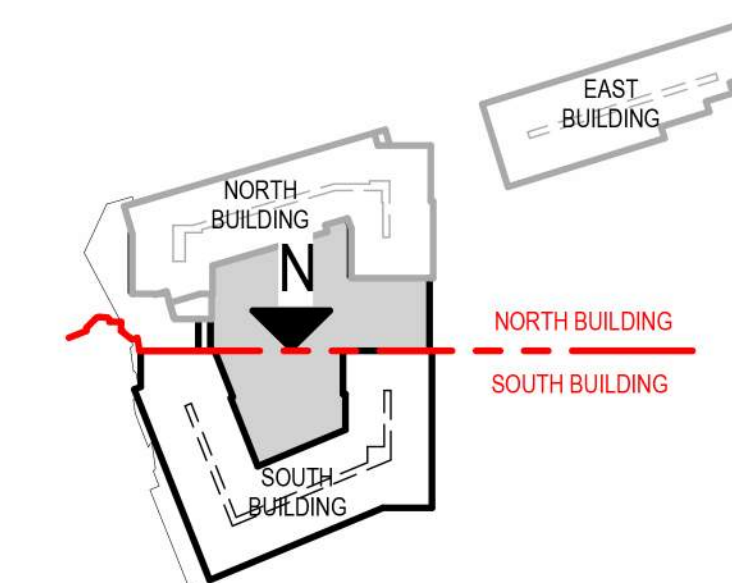 EAST
BUILDING
NORTH
BUILDING
N
NORTH BUILDING
SOUTH BUILDING
SOUTH
BUILDING